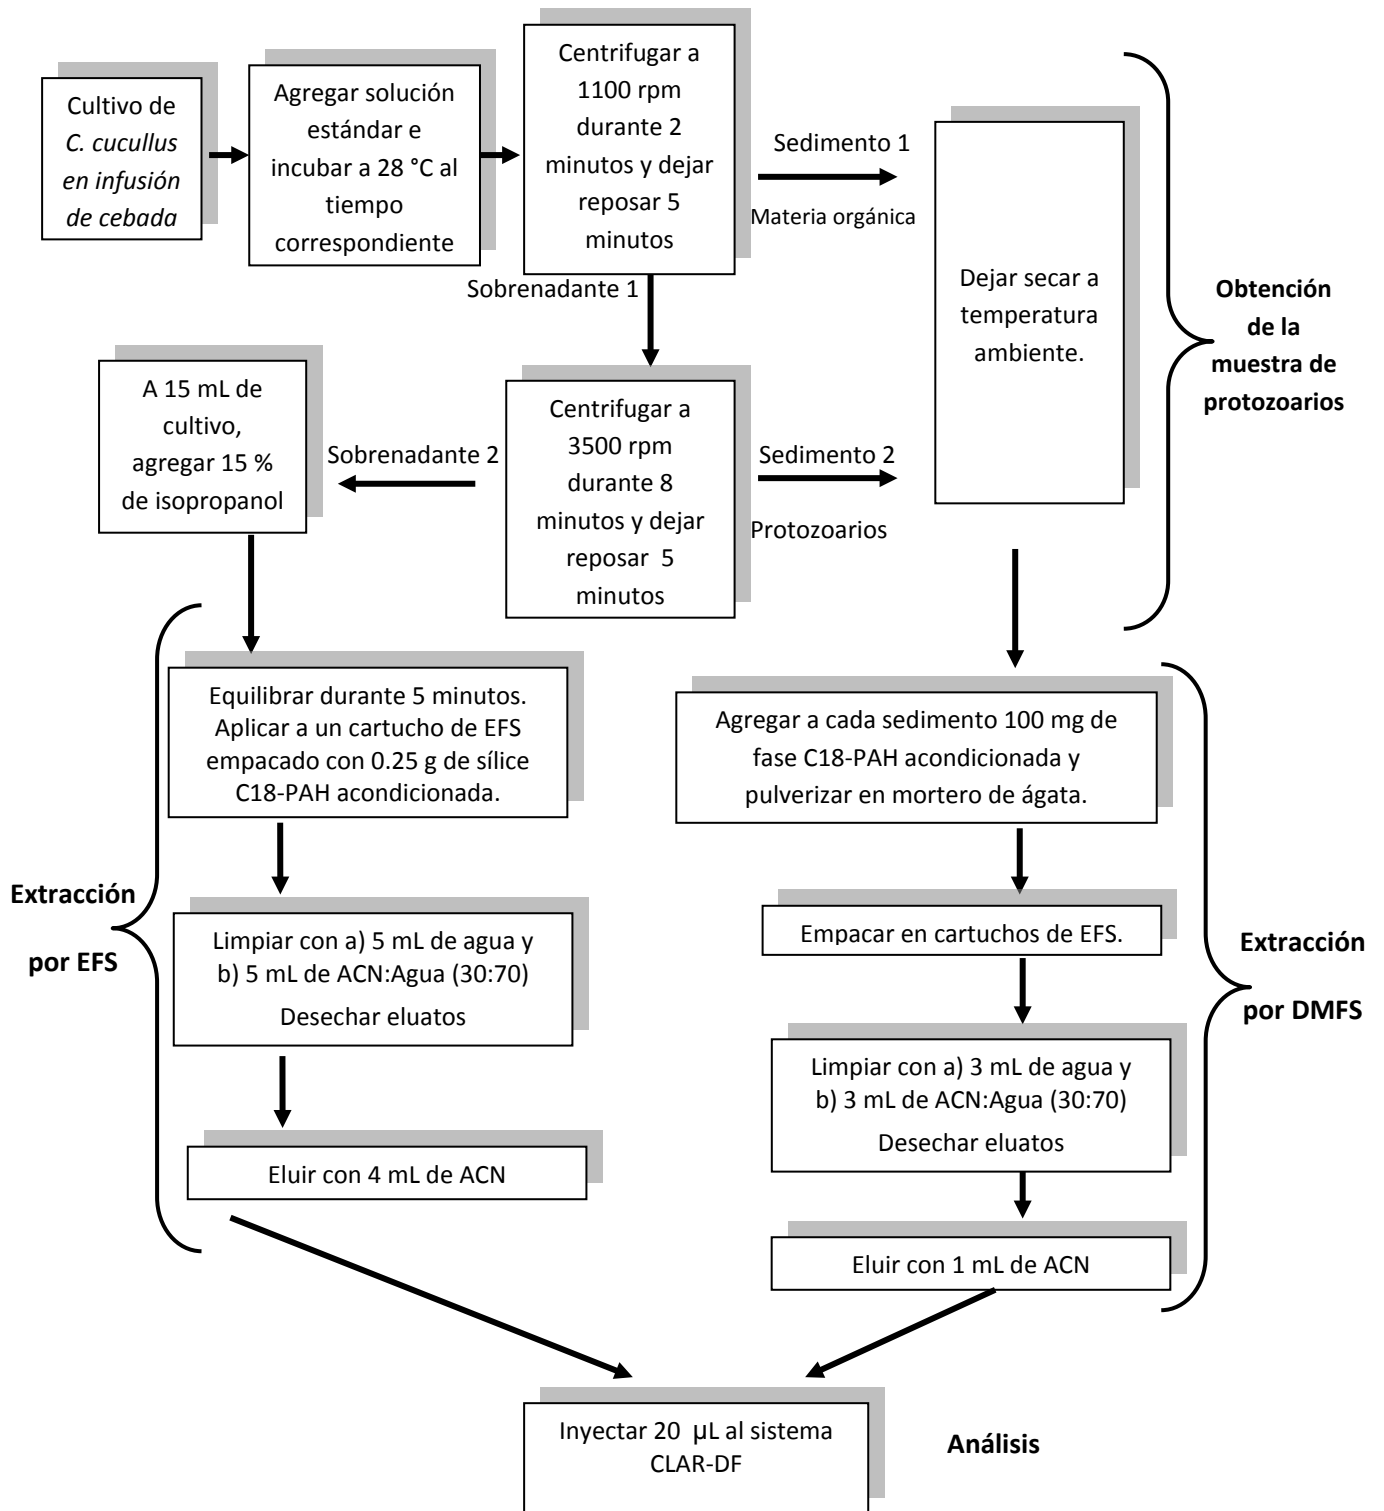 Cultivo de
C. cucullus
en infusión
de cebada
Agregar solución
estándar e
incubar a 28 °C al
tiempo
correspondiente
Centrifugar a
1100 rpm
durante 2
minutos y dejar
reposar 5
minutos
Sedimento 1
Materia orgánica
Dejar secar a
temperatura
ambiente.
Obtención
de la
muestra de
protozoarios
Sobrenadante 1
Centrifugar a
3500 rpm
durante 8
minutos y dejar
reposar 5
minutos
Sedimento 2
Protozoarios
Sobrenadante 2
A 15 mL de
cultivo,
agregar 15 %
de isopropanol
Equilibrar durante 5 minutos.
Aplicar a un cartucho de EFS
empacado con 0.25 g de sílice
C18-PAH acondicionada.
Limpiar con a) 5 mL de agua y
b) 5 mL de ACN:Agua (30:70)
Desechar eluatos
Eluir con 4 mL de ACN
Extracción
por EFS
Agregar a cada sedimento 100 mg de
fase C18-PAH acondicionada y
pulverizar en mortero de ágata.
Empacar en cartuchos de EFS.
Limpiar con a) 3 mL de agua y
b) 3 mL de ACN:Agua (30:70)
Desechar eluatos
Eluir con 1 mL de ACN
Extracción
por DMFS
Inyectar 20 µL al sistema
CLAR-DF
Análisis